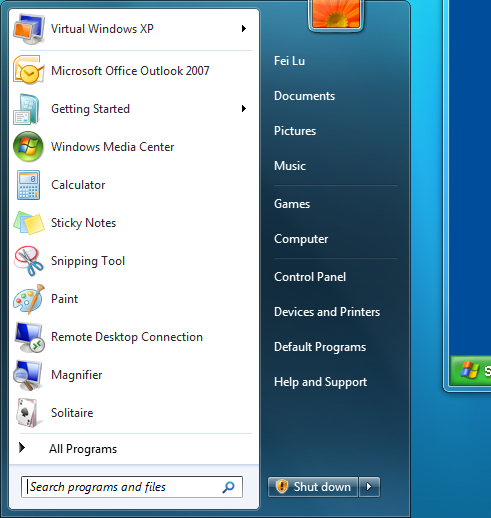 Virtual Windows XP
Microsoft Office Outlook 2007
Getting Started
Windows Media Center
Calculator
Sticky Notes
Snipping Tool
Paint
Remote Desktop Connection
Magnifier
Solitaire
All Programs
Search programs and files
Fei Lu
Documents
Pictures
Music
Games
Computer
Control Panel
Devices and Printers
Default Programs
Help and Support
Shut down